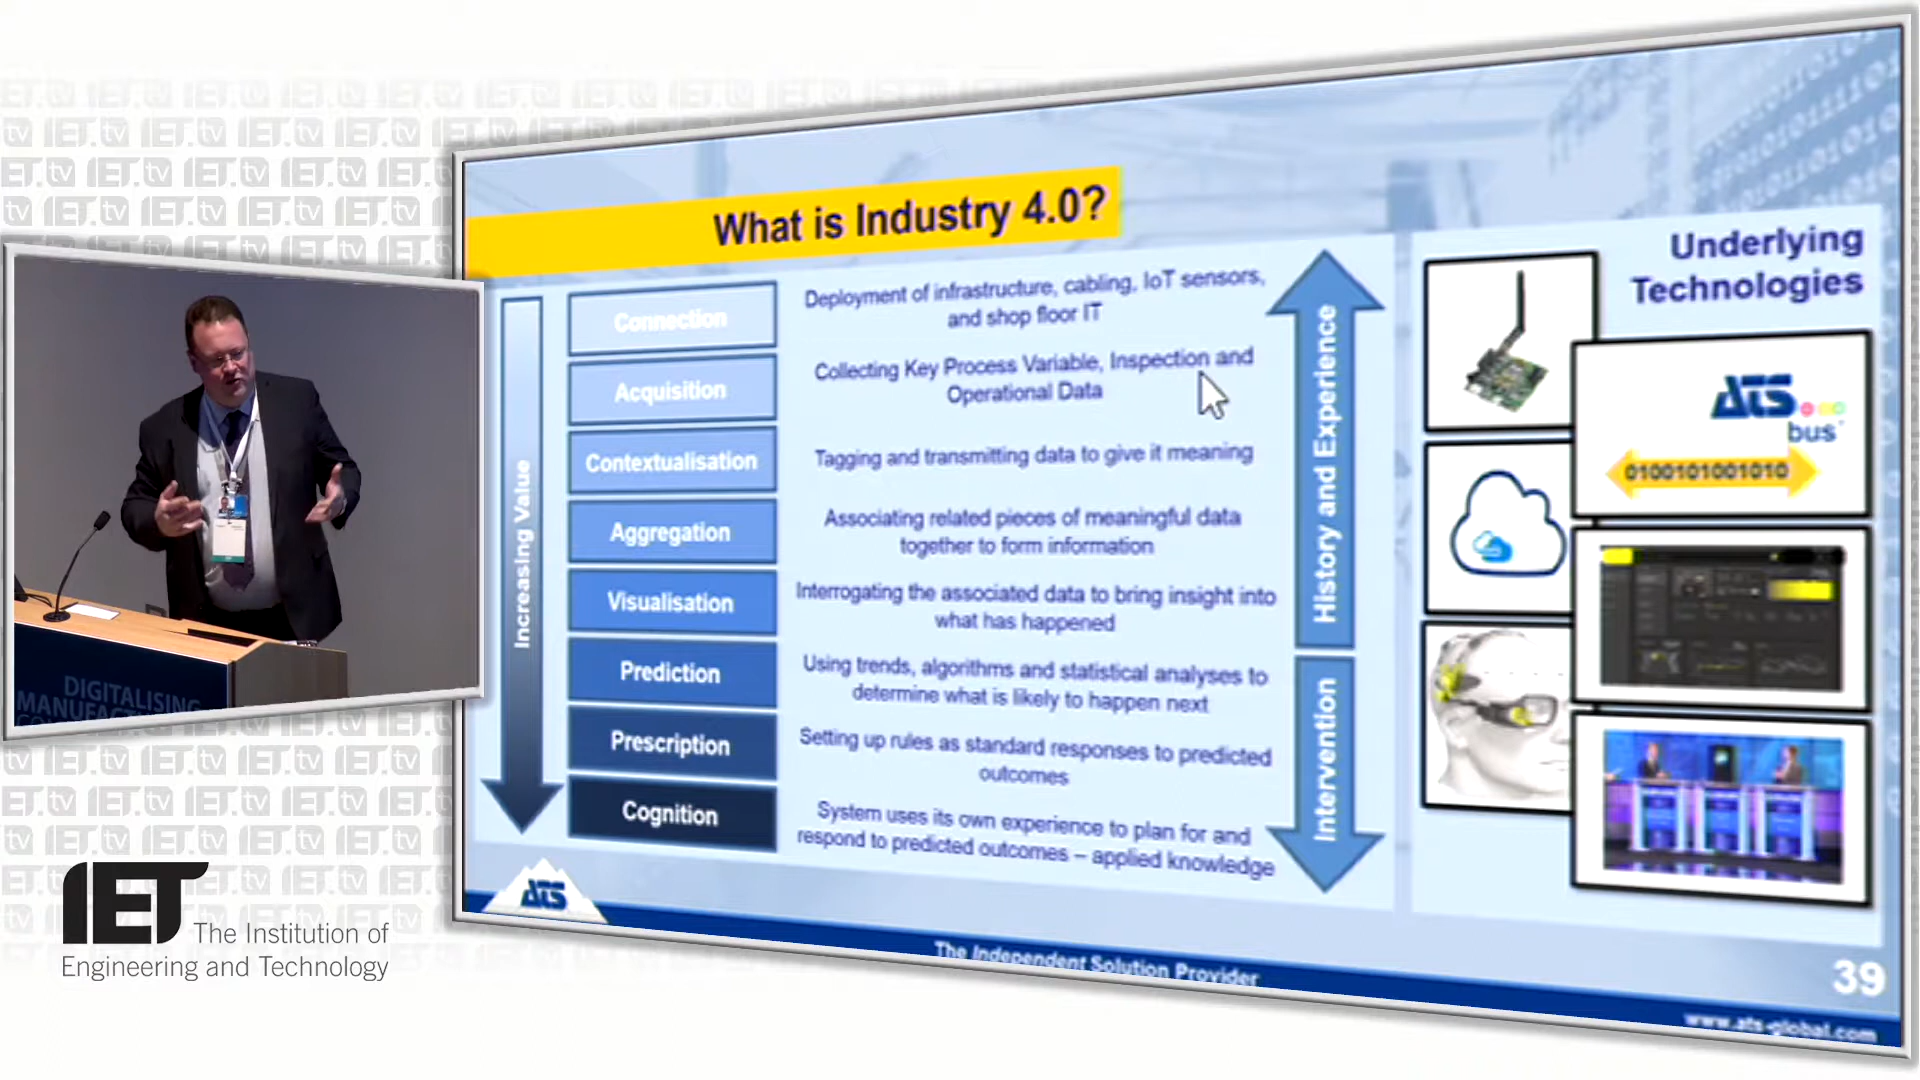 What is Industry 4.0?
Underlying
Technologies
Increasing Value
Connection
Deployment of infrastructure, cabling, IoT sensors,
and shop floor IT
Acquisition
Collecting Key Process Variable, Inspection and
Operational Data
Contextualisation
Tagging and transmitting data to give it meaning
Aggregation
Associating related pieces of meaningful data
together to form information
Visualisation
Interrogating the associated data to bring insight into
what has happened
Prediction
Using trends, algorithms and statistical analyses to
determine what is likely to happen next
Prescription
Setting up rules as standard responses to predicted
outcomes
Cognition
System uses its own experience to plan for and
respond to predicted outcomes – applied knowledge
History and Experience
Intervention
ATS
bus
0100101001010
ATS
The Independent Solution Provider
39
www.ats-global.com
DIGITALISING
MANUFACTURING
IET The Institution of
Engineering and Technology
IET.tv